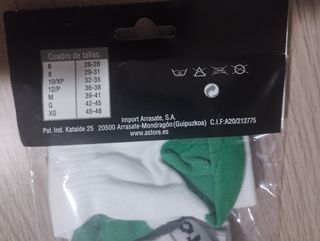 Cuadro de tallas
6 26-28
8 29-31
10/XP 32-35
12/P 36-38
M 39-41
G 42-45
XG 45-48
Import Arrasate, S.A.
Pol. Ind. Kataide 25 20500 Arrasate-Mondragón (Guipuzkoa) C.I.F:A20/212775
www.astore.es